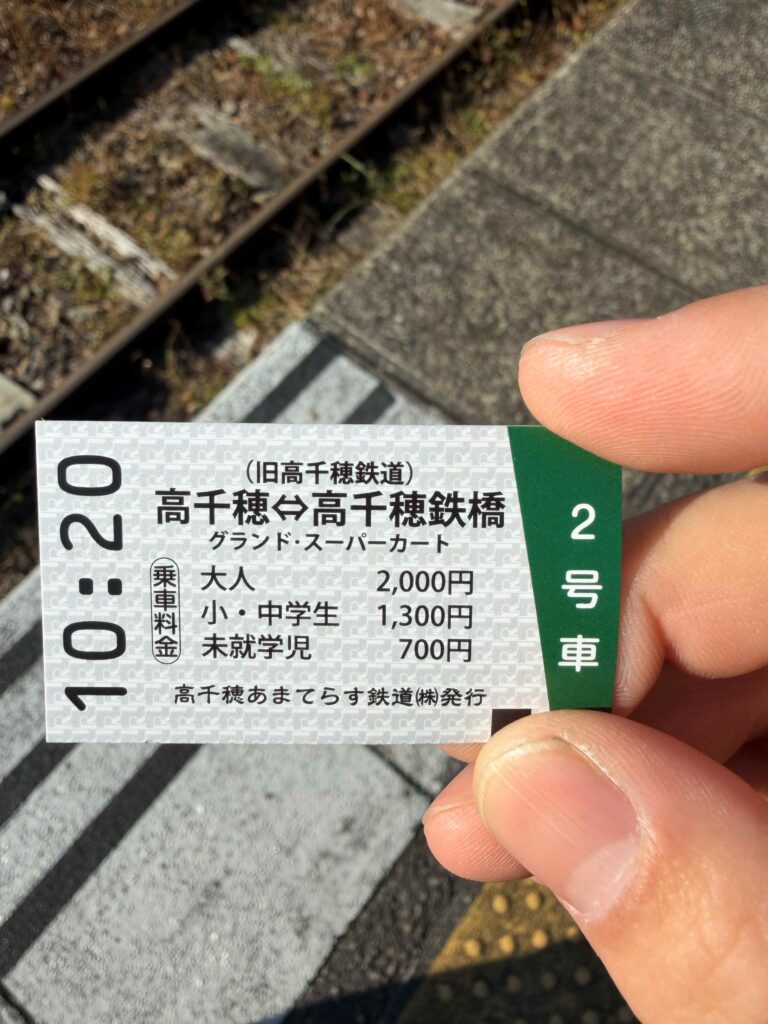 10:20
（旧高千穂鉄道）
高千穂⇔高千穂鉄橋
グランド・スーパーカート
乗車料金
大人 2,000円
小・中学生 1,300円
未就学児 700円
高千穂あまてらす鉄道㈱発行
2号車